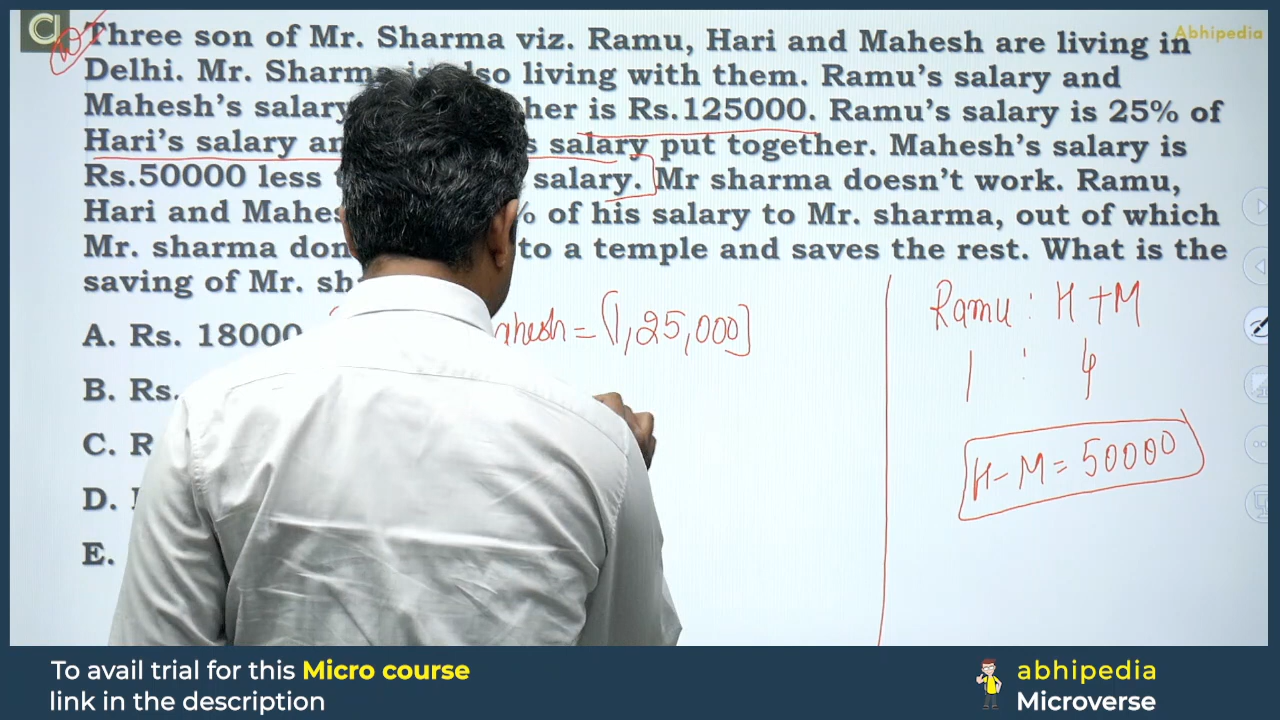 Abhipedia
Three son of Mr. Sharma viz. Ramu, Hari and Mahesh are living in
Delhi. Mr. Sharma is also living with them. Ramu's salary and
Mahesh's salary her is Rs.125000. Ramu's salary is 25% of
Hari's salary an s salary put together. Mahesh's salary is
Rs.50000 less salary. Mr sharma doesn't work. Ramu,
Hari and Mahes % of his salary to Mr. sharma, out of which
Mr. sharma don to a temple and saves the rest. What is the
saving of Mr. sh
A. Rs. 18000
ahesh = (1,25,000]
B. Rs.
C. R
D.
E.
Ramu : H + M
1 : 4
H - M = 50000
To avail trial for this Micro course
link in the description
abhipedia
Microverse